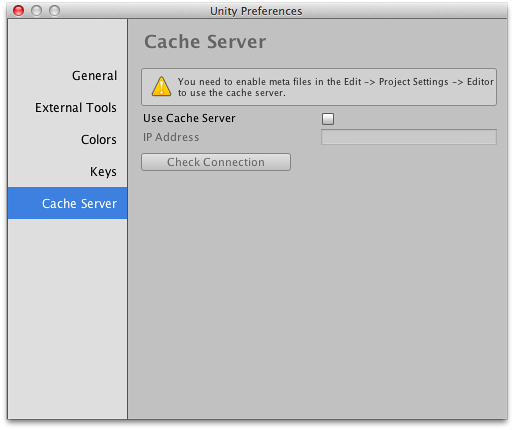 Unity Preferences
Cache Server
General
External Tools
Colors
Keys
Cache Server
You need to enable meta files in the Edit -> Project Settings -> Editor
to use the cache server.
Use Cache Server
IP Address
Check Connection